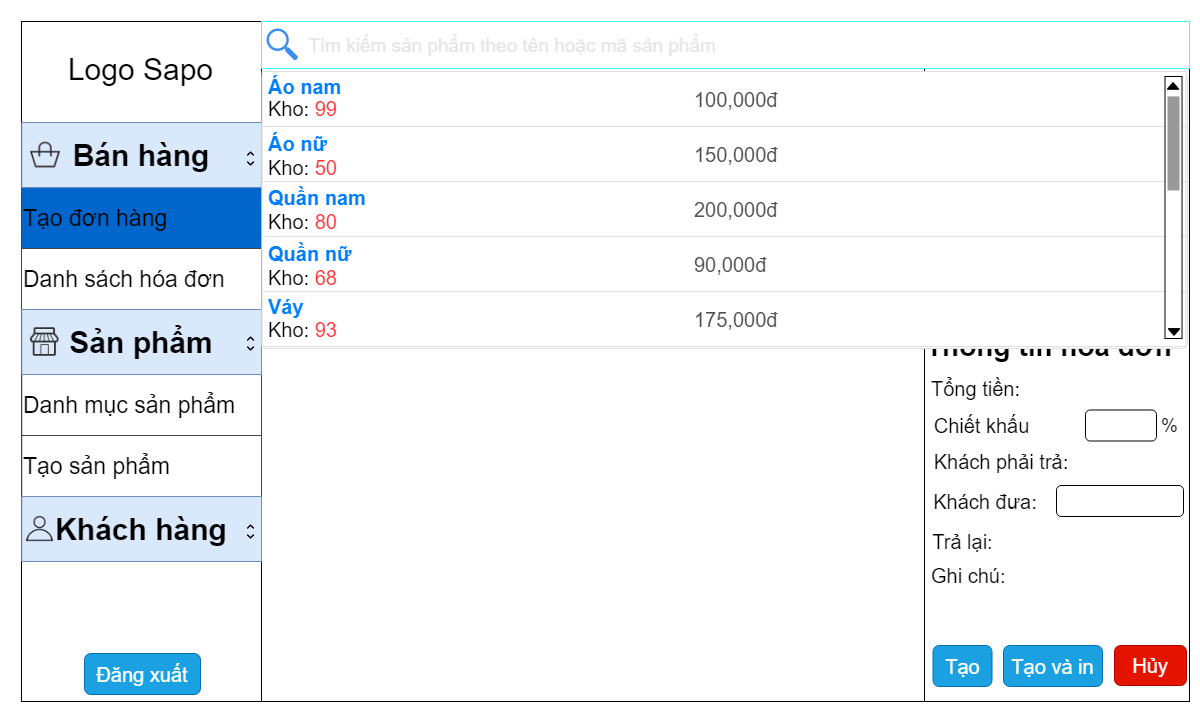 Logo Sapo
Bán hàng
Tạo đơn hàng
Danh sách hóa đơn
Sản phẩm
Danh mục sản phẩm
Tạo sản phẩm
Khách hàng
Đăng xuất
Tìm kiếm sản phẩm theo tên hoặc mã sản phẩm
Áo nam
Kho: 99
100,000đ
Áo nữ
Kho: 50
150,000đ
Quần nam
Kho: 80
200,000đ
Quần nữ
Kho: 68
90,000đ
Váy
Kho: 93
175,000đ
Thông tin hóa đơn
Tổng tiền:
Chiết khấu %
Khách phải trả:
Khách đưa:
Trả lại:
Ghi chú:
Tạo Tạo và in Hủy